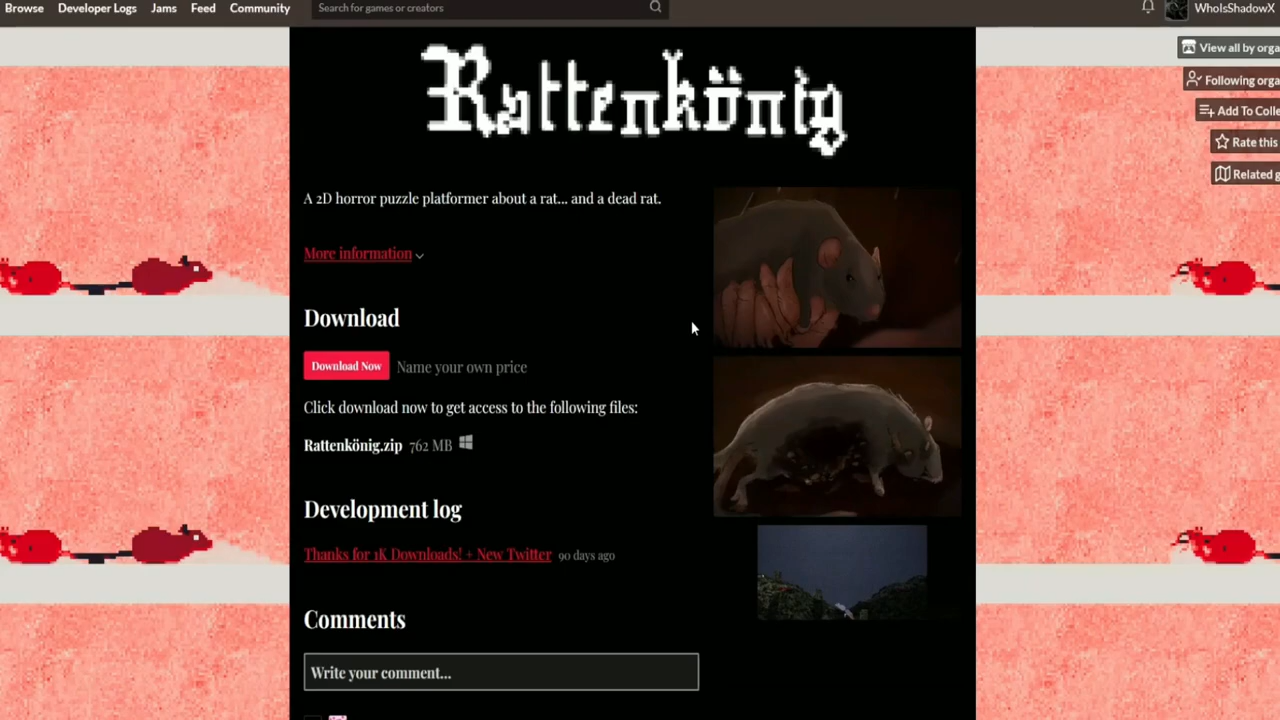 Browse Developer Logs Jams Feed Community Search for games or creators WhoIsShadowX
View all by orga
Following orga
Add To Colle
Rate this
Related g
Rattenkönig
A 2D horror puzzle platformer about a rat... and a dead rat.
More information
Download
Download Now Name your own price
Click download now to get access to the following files:
Rattenkönig.zip 762 MB
Development log
Thanks for 1K Downloads! + New Twitter 90 days ago
Comments
Write your comment...